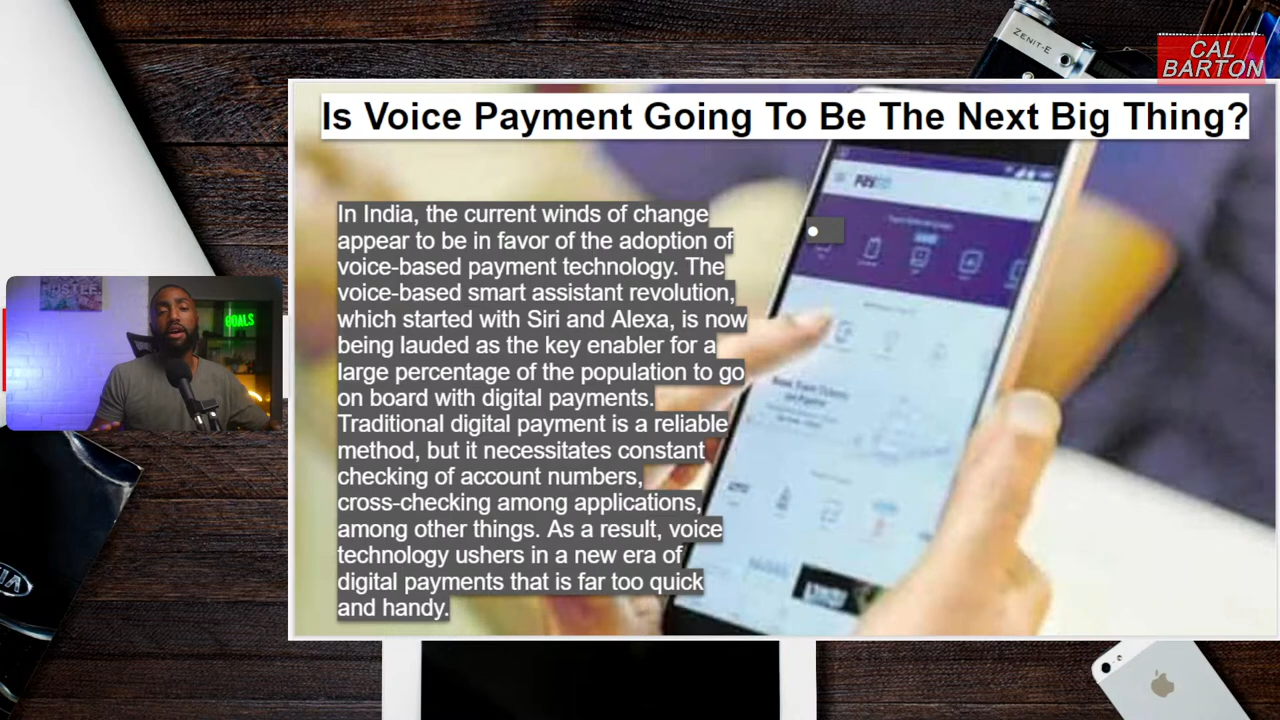 ZENIT-E
CAL
BARTON
Is Voice Payment Going To Be The Next Big Thing?
In India, the current winds of change
appear to be in favor of the adoption of
voice-based payment technology. The
voice-based smart assistant revolution,
which started with Siri and Alexa, is now
being lauded as the key enabler for a
large percentage of the population to go
on board with digital payments.
Traditional digital payment is a reliable
method, but it necessitates constant
checking of account numbers,
cross-checking among applications,
among other things. As a result, voice
technology ushers in a new era of
digital payments that is far too quick
and handy.
HUSTLE
GOALS